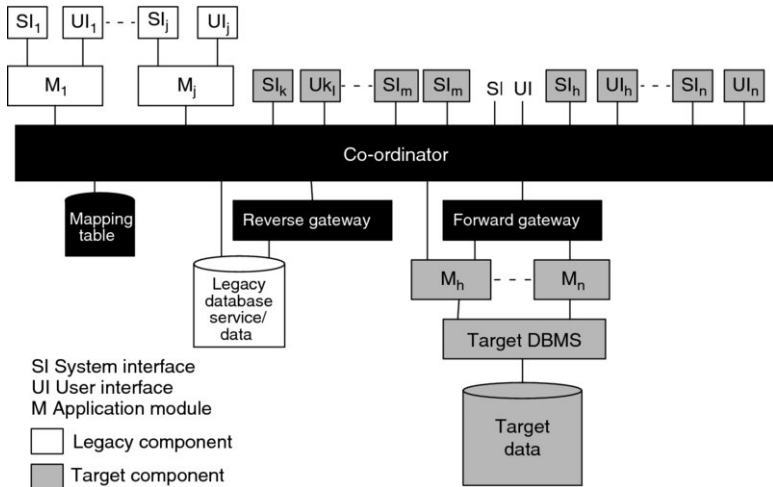 SI₁ UI₁ SIⱼ UIⱼ
M₁ Mⱼ
SIₖ Ukₗ SIₘ SIₘ SI UI SIₕ UIₕ SIₙ UIₙ
Co-ordinator
Mapping
table
Reverse gateway
Forward gateway
Legacy
database
service/
data
Mₕ Mₙ
Target DBMS
Target
data
SI System interface
UI User interface
M Application module
Legacy component
Target component